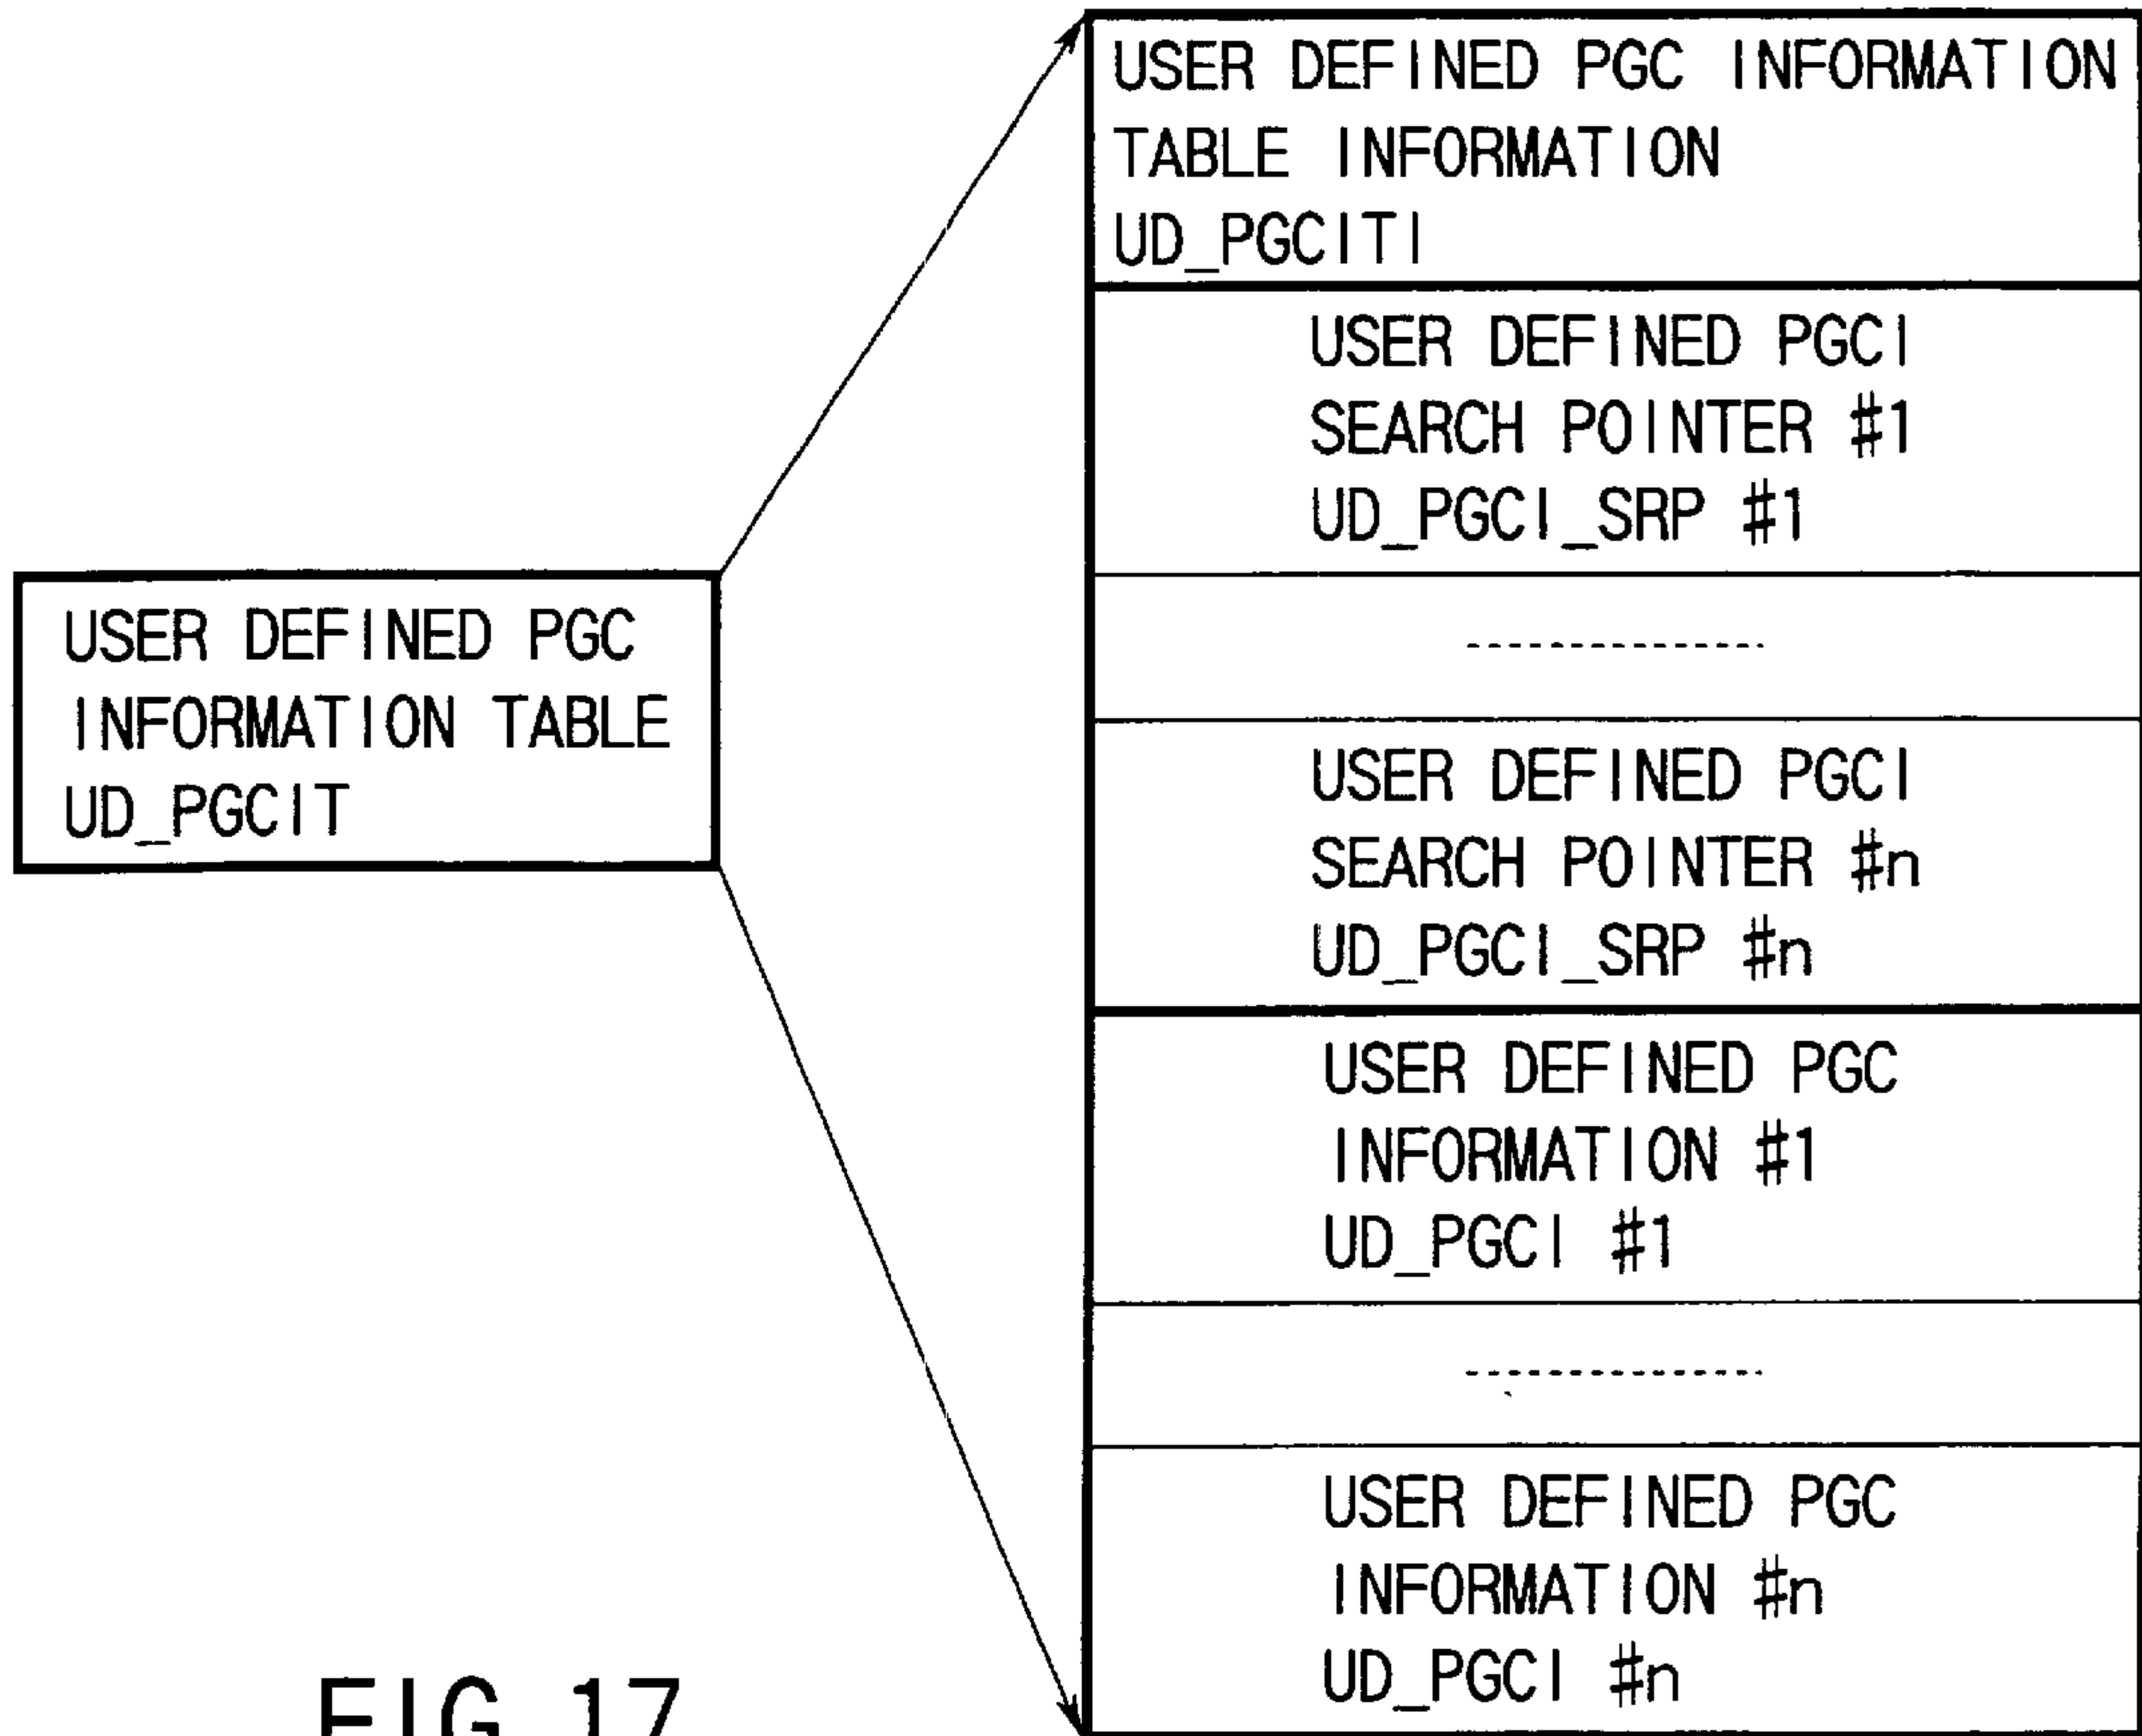 USER DEFINED PGC
INFORMATION TABLE
UD_PGCIT
USER DEFINED PGC INFORMATION
TABLE INFORMATION
UD_PGCITI
USER DEFINED PGCI
SEARCH POINTER #1
UD_PGCI_SRP #1
--------------
USER DEFINED PGCI
SEARCH POINTER #n
UD_PGCI_SRP #n
USER DEFINED PGC
INFORMATION #1
UD_PGCI #1
--------------
USER DEFINED PGC
INFORMATION #n
UD_PGCI #n
FIG. 17